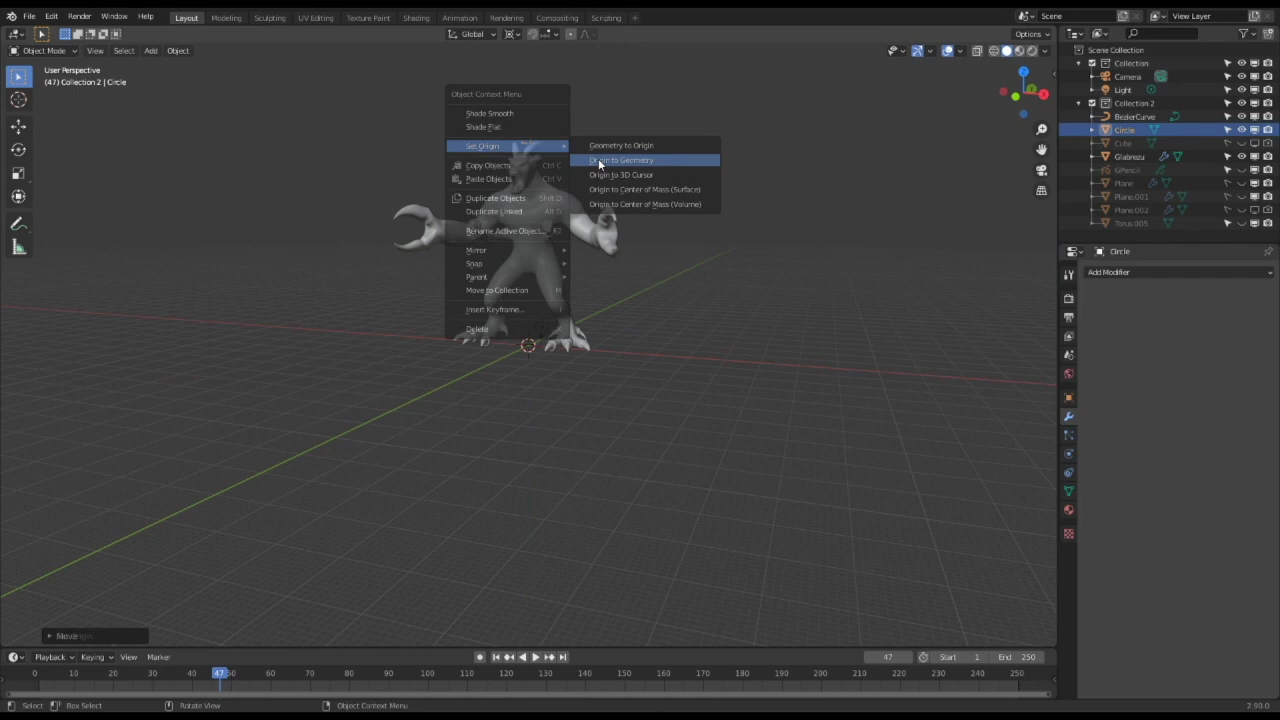 File Edit Render Window Help Layout Modeling Sculpting UV Editing Texture Paint Shading Animation Rendering Compositing Scripting Scene View Layer
Global Options
Object Mode View Select Add Object
User Perspective
(47) Collection 2 | Circle
Object Context Menu
Shade Smooth
Shade Flat
Set Origin
Copy Objects Ctrl C
Paste Objects Ctrl V
Duplicate Objects Shift D
Duplicate Linked Alt D
Rename Active Object... F2
Mirror
Snap
Parent
Move to Collection M
Insert Keyframe... I
Delete
Geometry to Origin
Origin to Geometry
Origin to 3D Cursor
Origin to Center of Mass (Surface)
Origin to Center of Mass (Volume)
Z
X
Scene Collection
Collection
Camera
Light
Collection 2
BezierCurve
Circle
Cube
Glabrezu
GPencil
Plane
Plane.001
Plane.002
Torus.005
Circle
Add Modifier
Move
Playback Keying View Marker 47 Start 1 End 250
0 10 20 30 40 47 50 60 70 80 90 100 110 120 130 140 150 160 170 180 190 200 210 220 230 240 250
Select Box Select Rotate View Object Context Menu 2.90.0